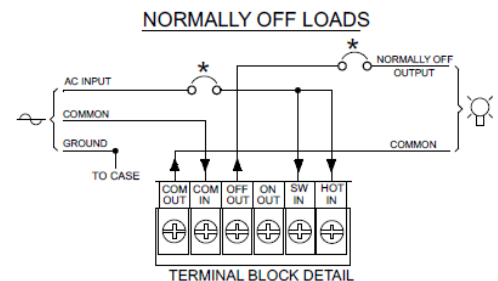 NORMALLY OFF LOADS
*
NORMALLY OFF
OUTPUT
*
AC INPUT
COMMON
GROUND
COMMON
TO CASE
COM OUT
COM IN
OFF OUT
ON OUT
SW IN
HOT IN
TERMINAL BLOCK DETAIL